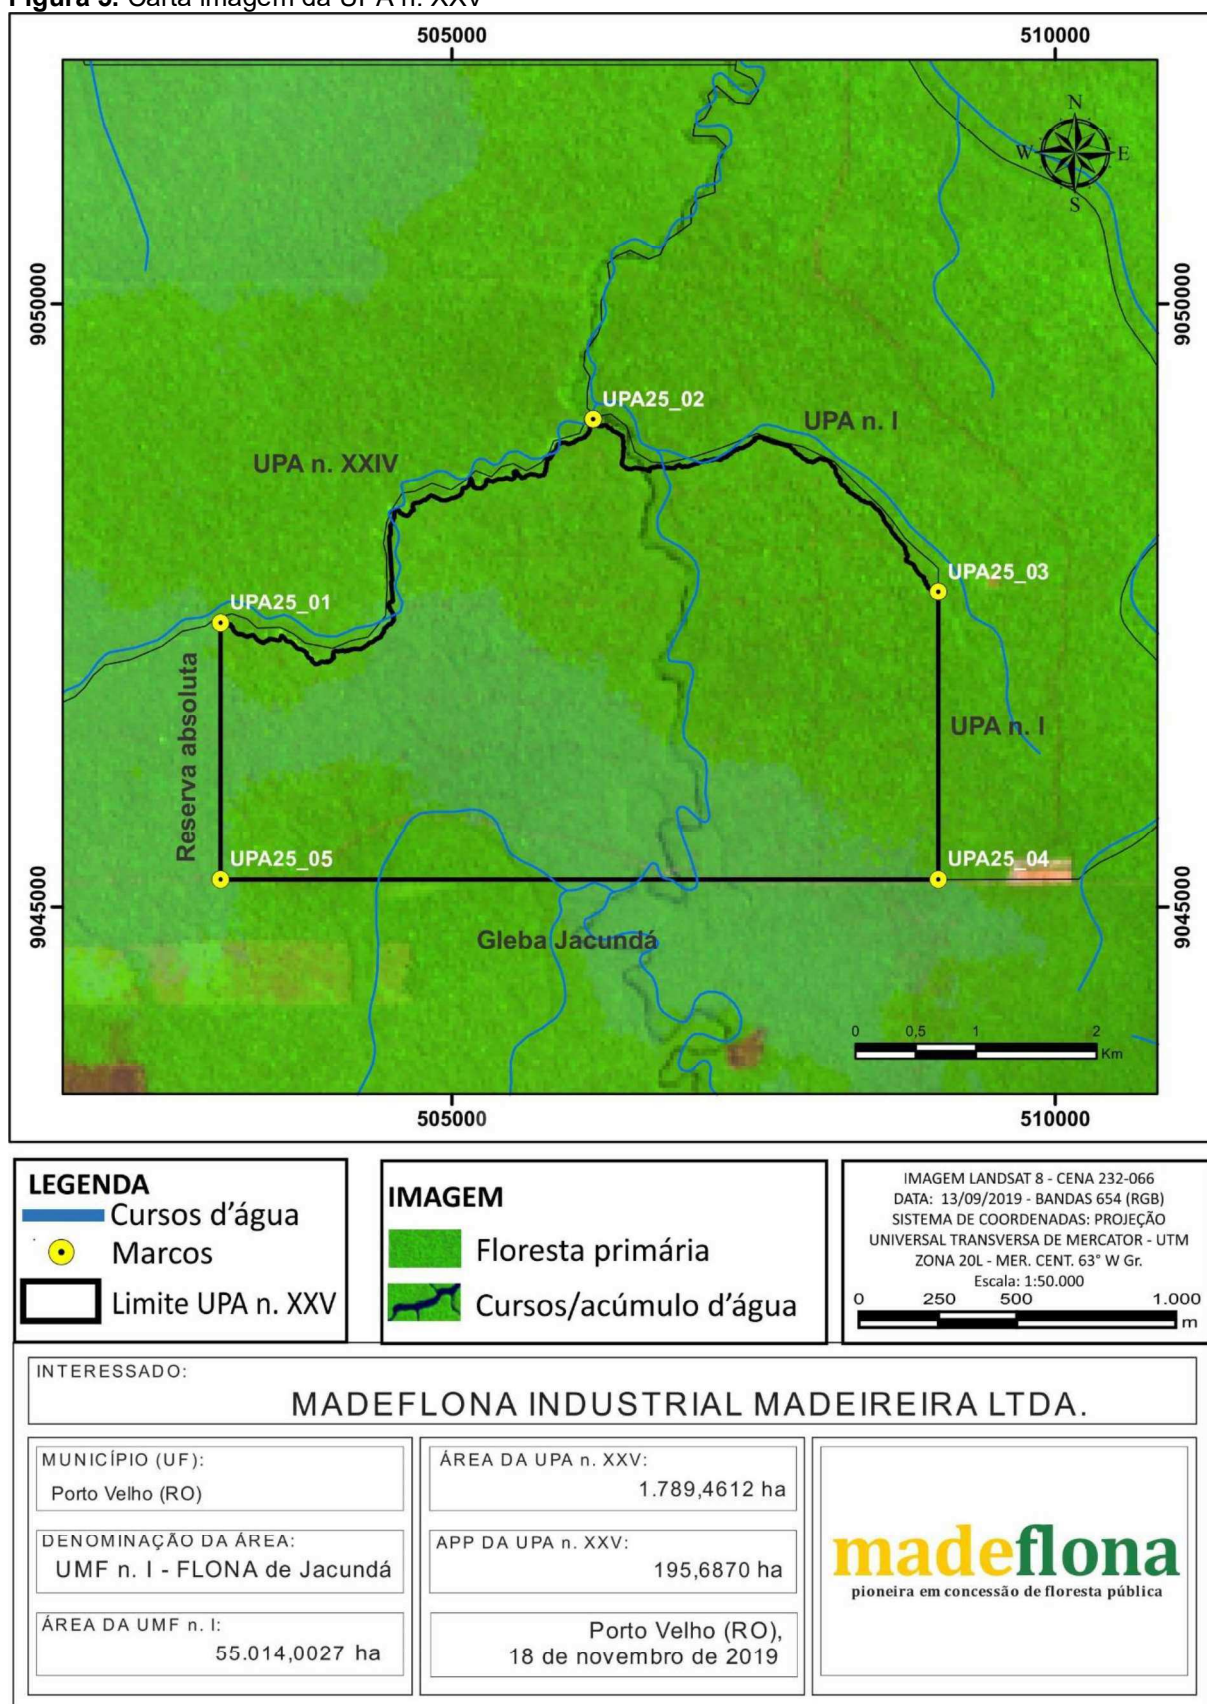 Figura 3. Carta imagem da UPA n. XXV
505000
510000
N
W
E
S
9050000
9050000
UPA25_02
UPA n. I
UPA n. XXIV
UPA25_03
UPA25_01
Reserva absoluta
UPA n. I
UPA25_05
UPA25_04
9045000
9045000
Gleba Jacundá
0 0,5 1 2
Km
505000
510000
LEGENDA
Cursos d'água
Marcos
Limite UPA n. XXV
IMAGEM
Floresta primária
Cursos/acúmulo d'água
IMAGEM LANDSAT 8 - CENA 232-066
DATA: 13/09/2019 - BANDAS 654 (RGB)
SISTEMA DE COORDENADAS: PROJEÇÃO
UNIVERSAL TRANSVERSA DE MERCATOR - UTM
ZONA 20L - MER. CENT. 63° W Gr.
Escala: 1:50.000
0 250 500 1.000
m
INTERESSADO:
MADEFLONA INDUSTRIAL MADEIREIRA LTDA.
MUNICÍPIO (UF):
Porto Velho (RO)
DENOMINAÇÃO DA ÁREA:
UMF n. I - FLONA de Jacundá
ÁREA DA UMF n. I:
55.014,0027 ha
ÁREA DA UPA n. XXV:
1.789,4612 ha
APP DA UPA n. XXV:
195,6870 ha
Porto Velho (RO),
18 de novembro de 2019
madeflona
pioneira em concessão de floresta pública